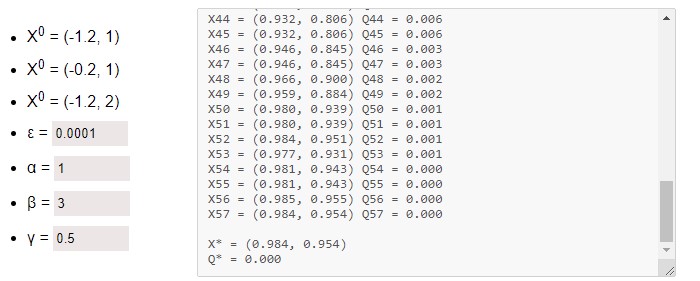 X⁰ = (-1.2, 1)
X⁰ = (-0.2, 1)
X⁰ = (-1.2, 2)
ε = 0.0001
α = 1
β = 3
γ = 0.5
X44 = (0.932, 0.806) Q44 = 0.006
X45 = (0.932, 0.806) Q45 = 0.006
X46 = (0.946, 0.845) Q46 = 0.003
X47 = (0.946, 0.845) Q47 = 0.003
X48 = (0.966, 0.900) Q48 = 0.002
X49 = (0.959, 0.884) Q49 = 0.002
X50 = (0.980, 0.939) Q50 = 0.001
X51 = (0.980, 0.939) Q51 = 0.001
X52 = (0.984, 0.951) Q52 = 0.001
X53 = (0.977, 0.931) Q53 = 0.001
X54 = (0.981, 0.943) Q54 = 0.000
X55 = (0.981, 0.943) Q55 = 0.000
X56 = (0.985, 0.955) Q56 = 0.000
X57 = (0.984, 0.954) Q57 = 0.000
X* = (0.984, 0.954)
Q* = 0.000